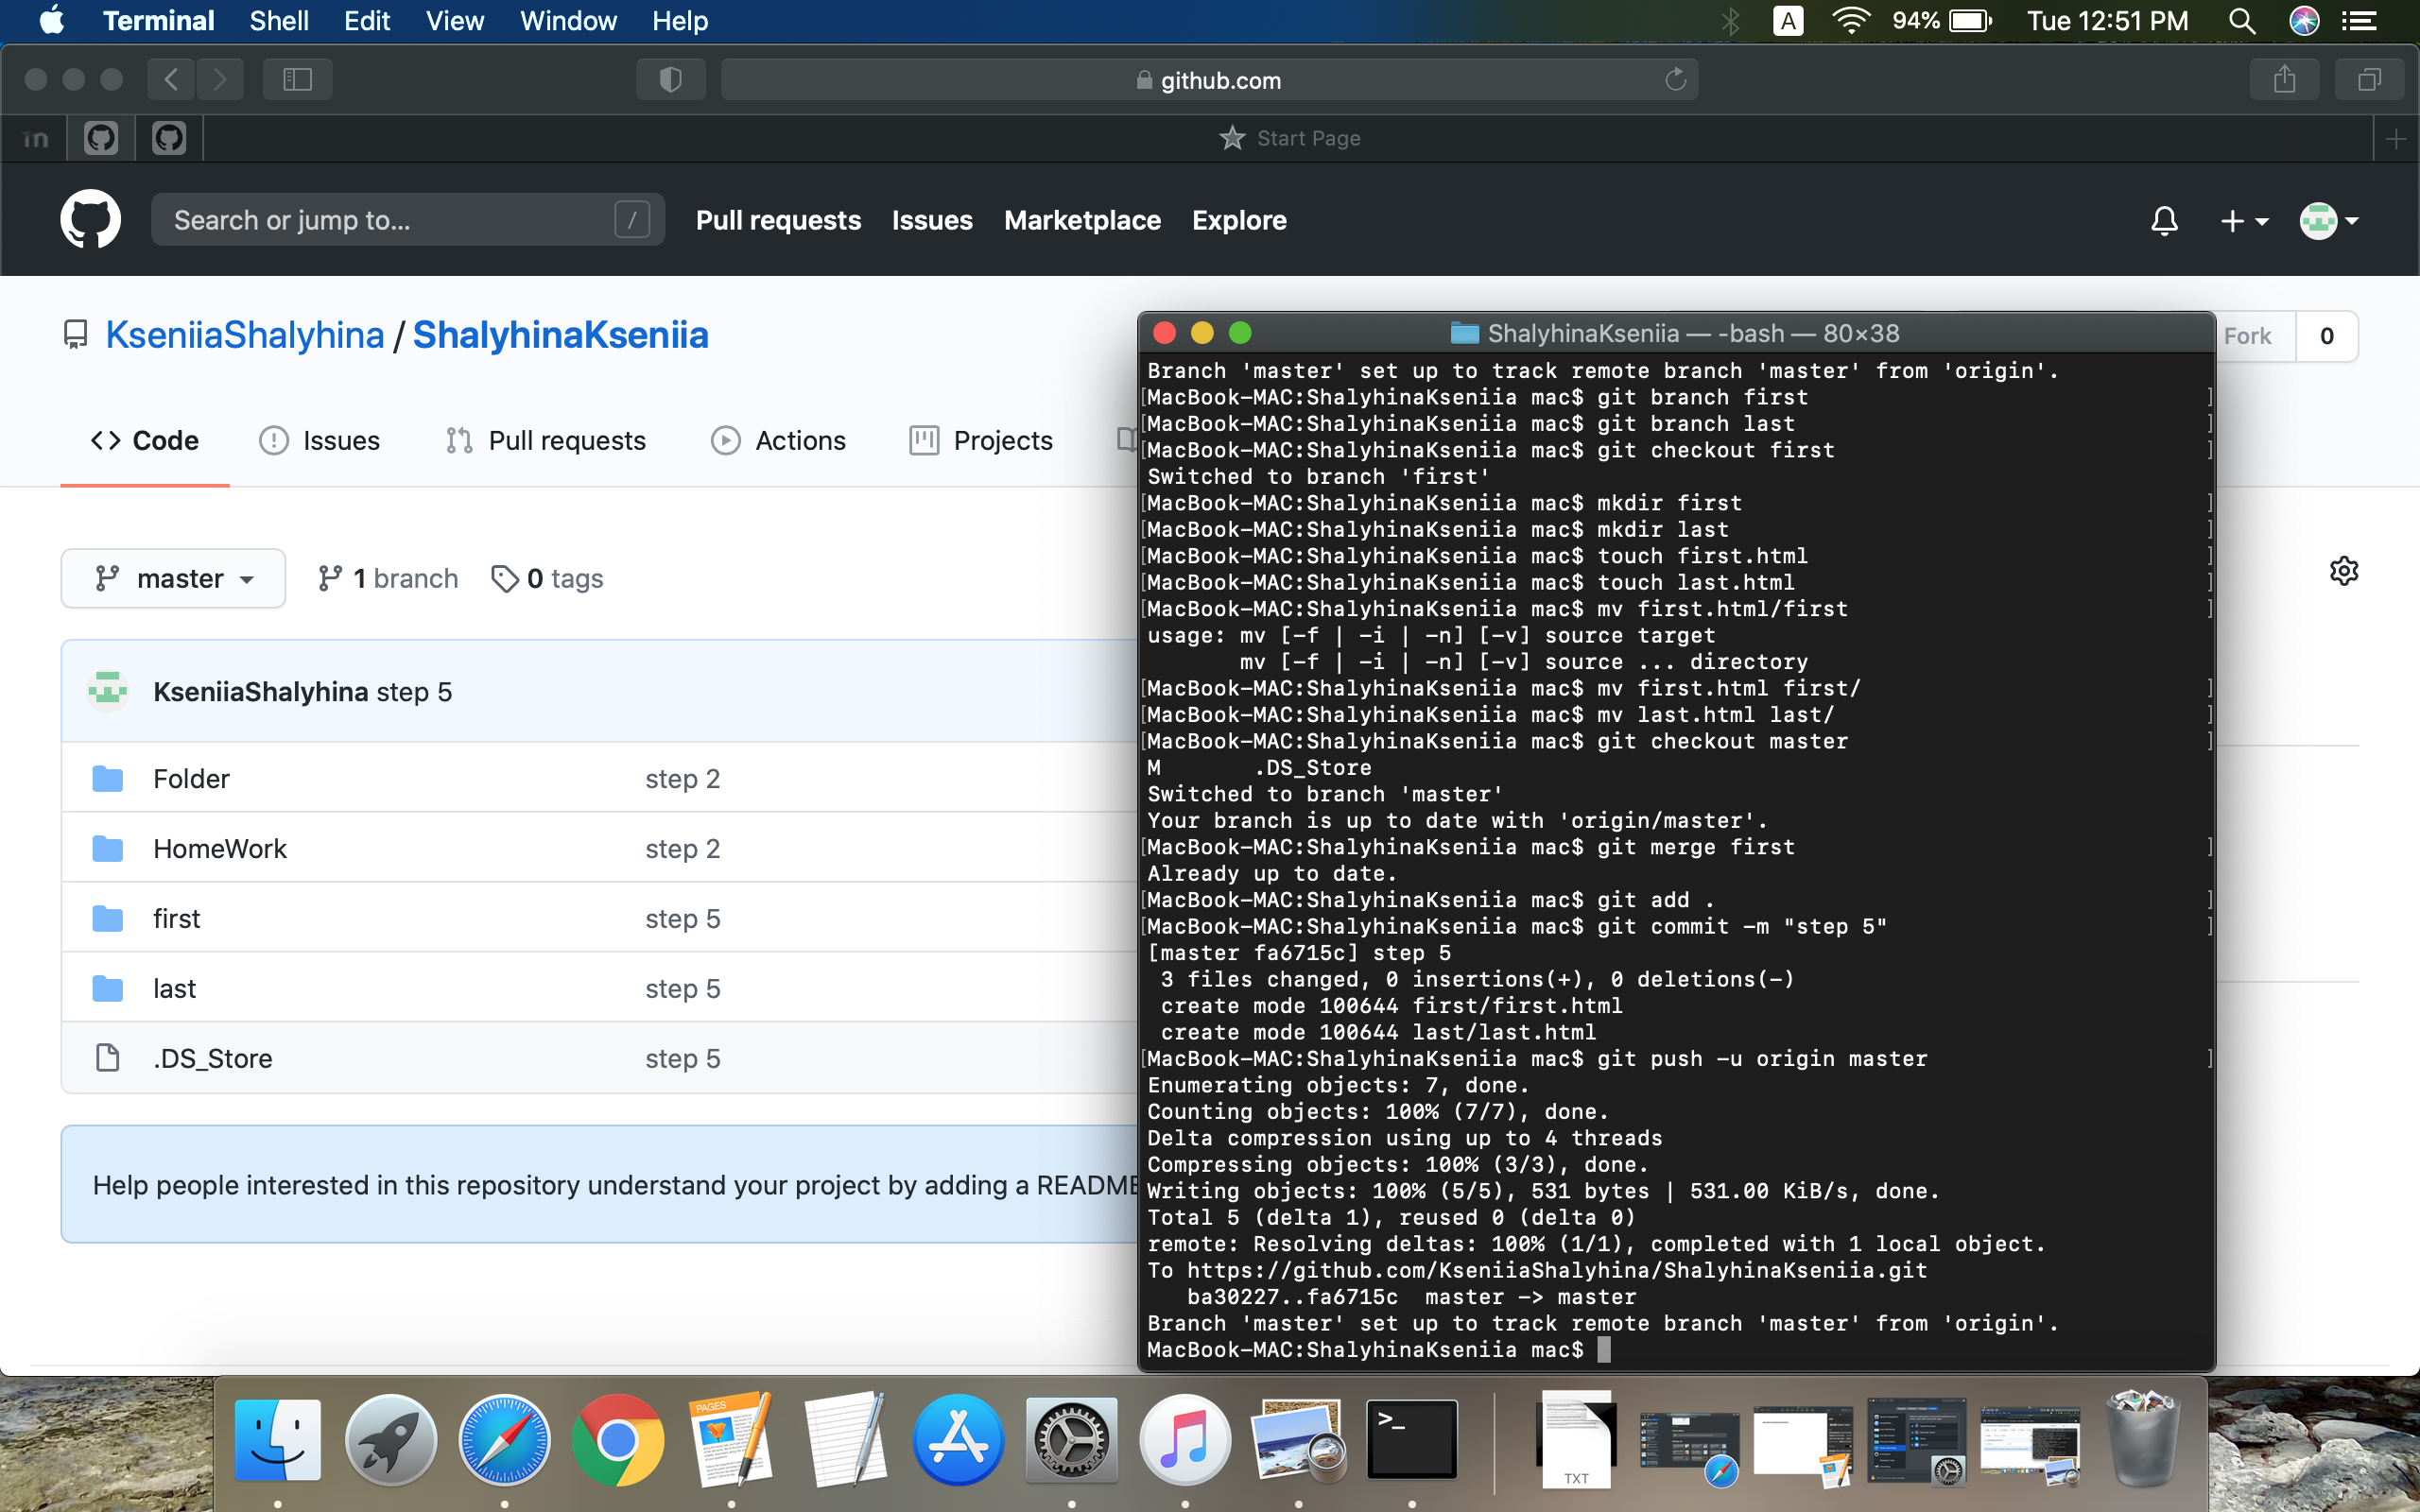 Terminal Shell Edit View Window Help A 94% Tue 12:51 PM
github.com
in Start Page
Search or jump to... / Pull requests Issues Marketplace Explore
KseniiaShalyhina / ShalyhinaKseniia
Fork 0
Code Issues Pull requests Actions Projects
master 1 branch 0 tags
KseniiaShalyhina step 5
Folder step 2
HomeWork step 2
first step 5
last step 5
.DS_Store step 5
Help people interested in this repository understand your project by adding a README
ShalyhinaKseniia — -bash — 80×38
Branch 'master' set up to track remote branch 'master' from 'origin'.
[MacBook-MAC:ShalyhinaKseniia mac$ git branch first ]
[MacBook-MAC:ShalyhinaKseniia mac$ git branch last ]
[MacBook-MAC:ShalyhinaKseniia mac$ git checkout first ]
Switched to branch 'first'
[MacBook-MAC:ShalyhinaKseniia mac$ mkdir first ]
[MacBook-MAC:ShalyhinaKseniia mac$ mkdir last ]
[MacBook-MAC:ShalyhinaKseniia mac$ touch first.html ]
[MacBook-MAC:ShalyhinaKseniia mac$ touch last.html ]
[MacBook-MAC:ShalyhinaKseniia mac$ mv first.html/first ]
usage: mv [-f | -i | -n] [-v] source target
mv [-f | -i | -n] [-v] source ... directory
[MacBook-MAC:ShalyhinaKseniia mac$ mv first.html first/ ]
[MacBook-MAC:ShalyhinaKseniia mac$ mv last.html last/ ]
[MacBook-MAC:ShalyhinaKseniia mac$ git checkout master ]
M .DS_Store
Switched to branch 'master'
Your branch is up to date with 'origin/master'.
[MacBook-MAC:ShalyhinaKseniia mac$ git merge first ]
Already up to date.
[MacBook-MAC:ShalyhinaKseniia mac$ git add . ]
[MacBook-MAC:ShalyhinaKseniia mac$ git commit -m "step 5" ]
[master fa6715c] step 5
3 files changed, 0 insertions(+), 0 deletions(-)
create mode 100644 first/first.html
create mode 100644 last/last.html
[MacBook-MAC:ShalyhinaKseniia mac$ git push -u origin master ]
Enumerating objects: 7, done.
Counting objects: 100% (7/7), done.
Delta compression using up to 4 threads
Compressing objects: 100% (3/3), done.
Writing objects: 100% (5/5), 531 bytes | 531.00 KiB/s, done.
Total 5 (delta 1), reused 0 (delta 0)
remote: Resolving deltas: 100% (1/1), completed with 1 local object.
To https://github.com/KseniiaShalyhina/ShalyhinaKseniia.git
ba30227..fa6715c master -> master
Branch 'master' set up to track remote branch 'master' from 'origin'.
MacBook-MAC:ShalyhinaKseniia mac$
PAGES
>_
TXT